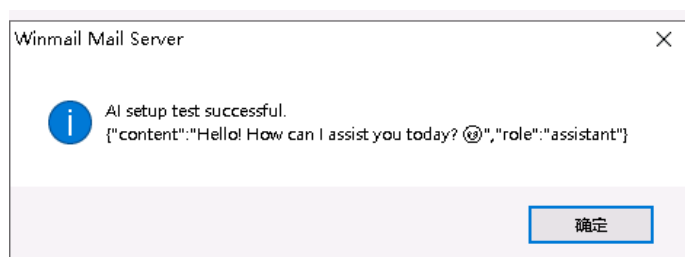 Winmail Mail Server
AI setup test successful.
{"content":"Hello! How can I assist you today? 😊","role":"assistant"}
确定